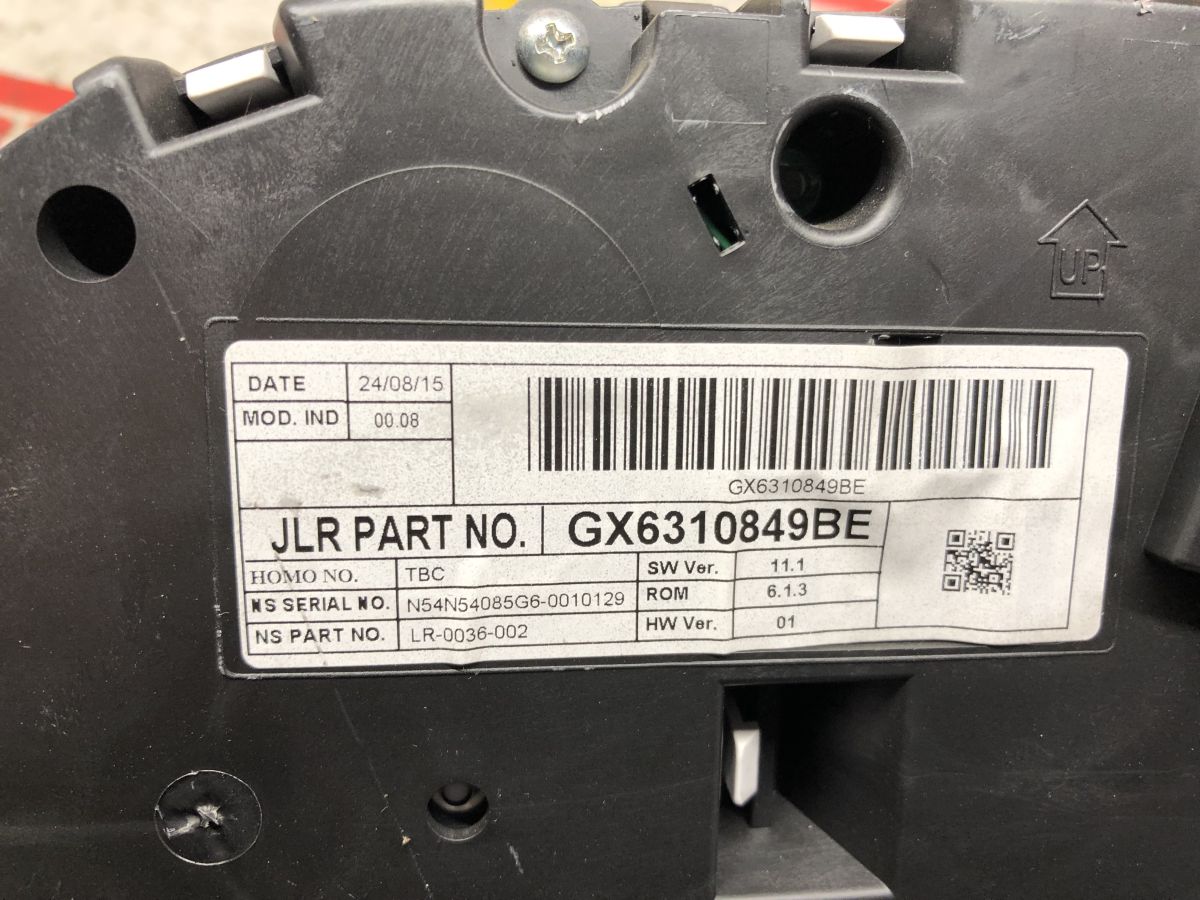 UP
DATE 24/08/15
MOD. IND 00.08
GX6310849BE
JLR PART NO. GX6310849BE
HOMO NO. TBC
NS SERIAL NO. N54N54085G6-0010129
NS PART NO. LR-0036-002
SW Ver. 11.1
ROM 6.1.3
HW Ver. 01